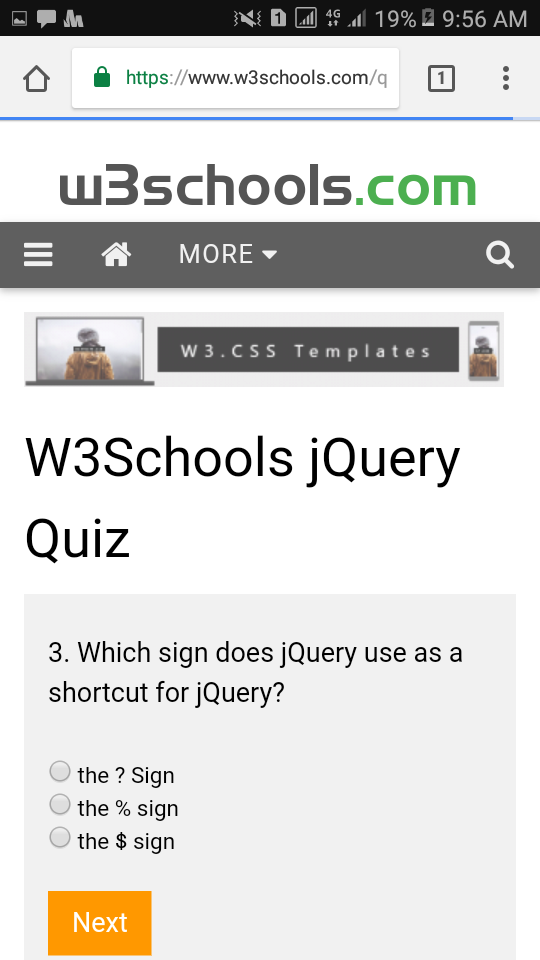 4G 19% 9:56 AM
https://www.w3schools.com/q
1
w3schools.com
MORE
W3.CSS Templates
W3Schools jQuery
Quiz
3. Which sign does jQuery use as a
shortcut for jQuery?
the ? Sign
the % sign
the $ sign
Next